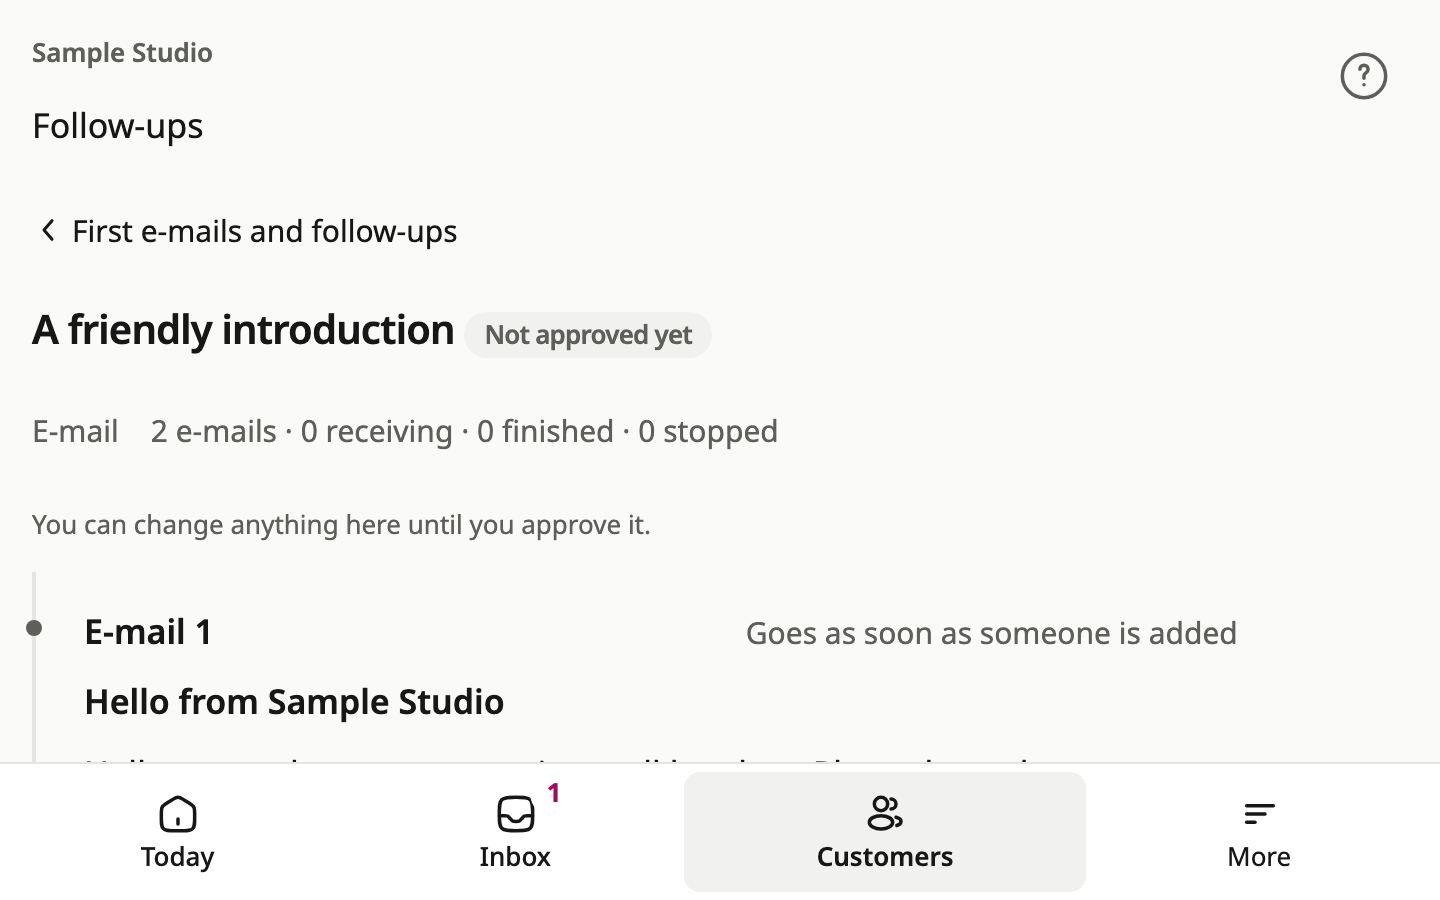 Sample Studio
Follow-ups
First e-mails and follow-ups
A friendly introduction Not approved yet
E-mail 2 e-mails · 0 receiving · 0 finished · 0 stopped
You can change anything here until you approve it.
E-mail 1 Goes as soon as someone is added
Hello from Sample Studio
1
Today Inbox Customers More